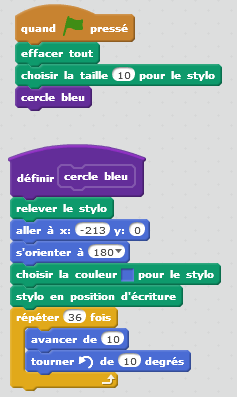 quand pressé
effacer tout
choisir la taille 10 pour le stylo
cercle bleu
définir cercle bleu
relever le stylo
aller à x: -213 y: 0
s'orienter à 180
choisir la couleur pour le stylo
stylo en position d'écriture
répéter 36 fois
avancer de 10
tourner de 10 degrés